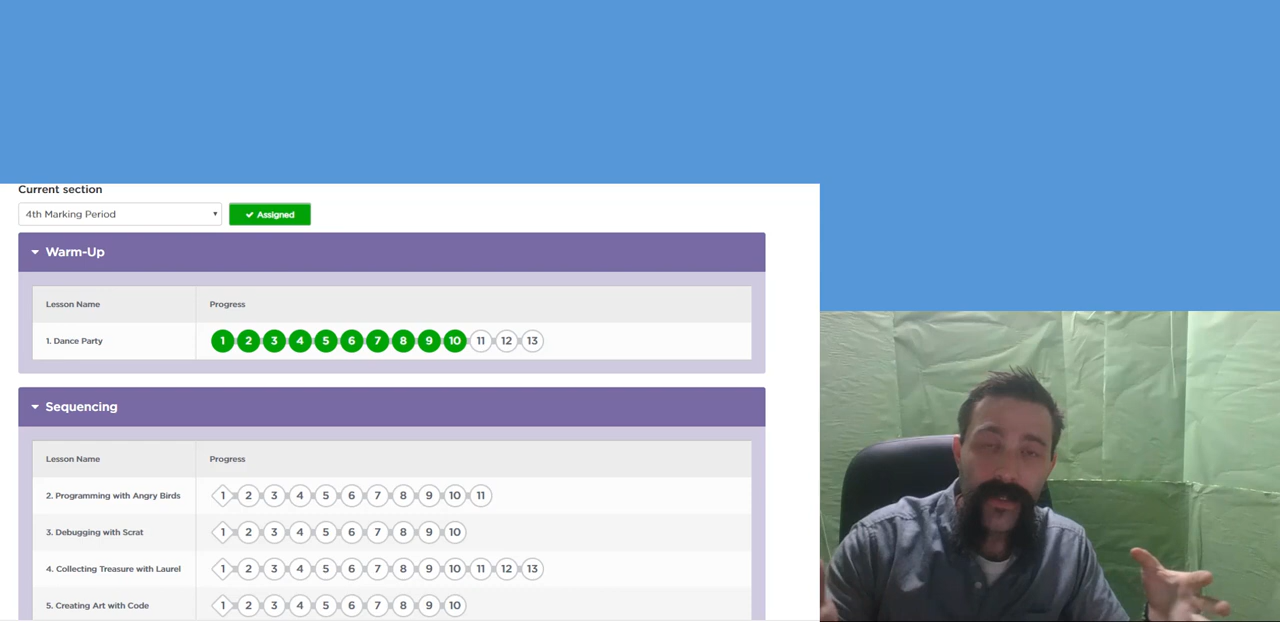 Current section
4th Marking Period
Assigned
Warm-Up
Lesson Name Progress
1. Dance Party 1 2 3 4 5 6 7 8 9 10 11 12 13
Sequencing
Lesson Name Progress
2. Programming with Angry Birds 1 2 3 4 5 6 7 8 9 10 11
3. Debugging with Scrat 1 2 3 4 5 6 7 8 9 10
4. Collecting Treasure with Laurel 1 2 3 4 5 6 7 8 9 10 11 12 13
5. Creating Art with Code 1 2 3 4 5 6 7 8 9 10